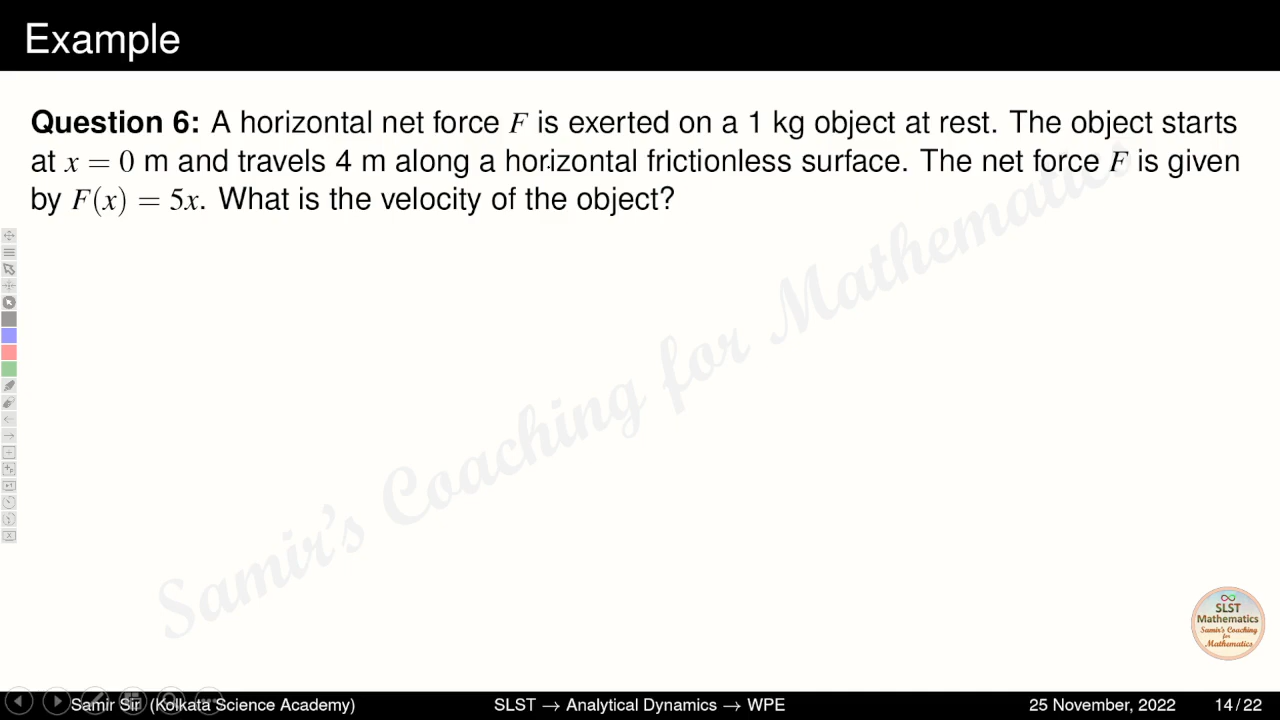 Example
Question 6: A horizontal net force F is exerted on a 1 kg object at rest. The object starts
at x = 0 m and travels 4 m along a horizontal frictionless surface. The net force F is given
by F(x) = 5x. What is the velocity of the object?
Samir's Coaching for Mathematics
SLST
Mathematics
Samir's Coaching
for
Mathematics
Samir Sir (Kolkata Science Academy) SLST → Analytical Dynamics → WPE 25 November, 2022 14 / 22